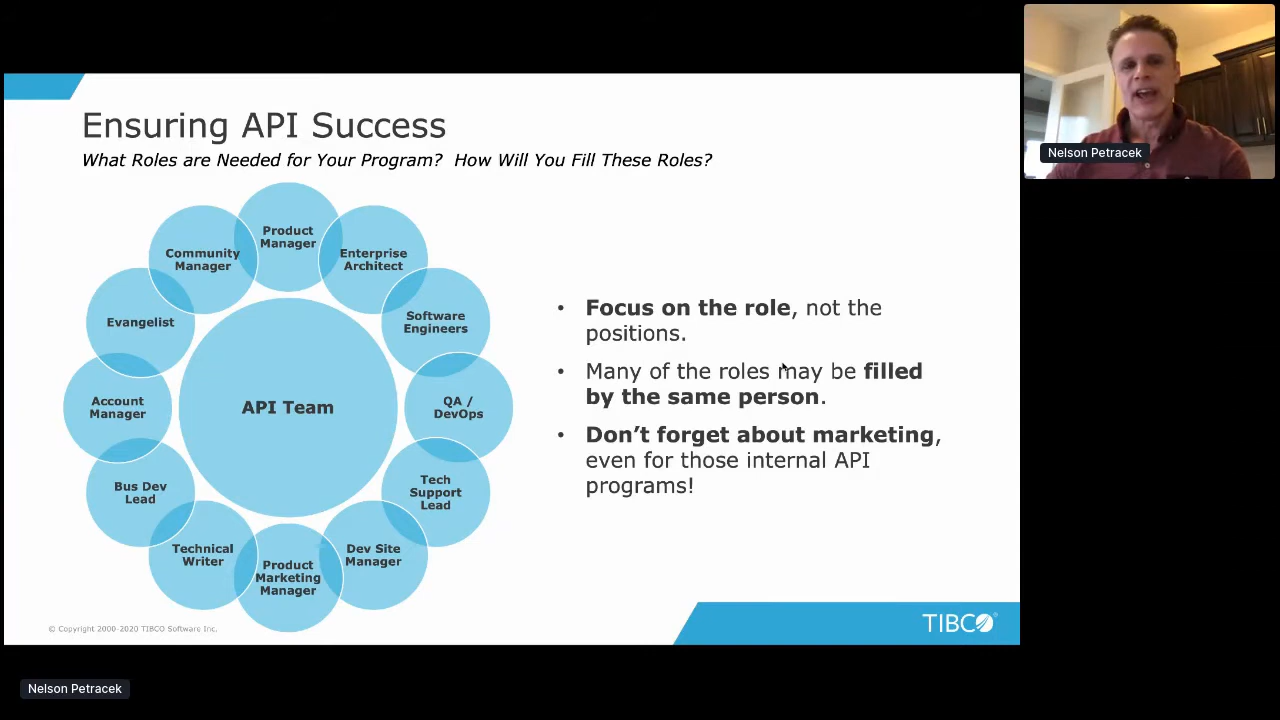 Nelson Petracek
Ensuring API Success
What Roles are Needed for Your Program?  How Will You Fill These Roles?
Product
Manager
Enterprise
Architect
Software
Engineers
QA /
DevOps
Tech
Support
Lead
Dev Site
Manager
Product
Marketing
Manager
Technical
Writer
Bus Dev
Lead
Account
Manager
Evangelist
Community
Manager
API Team
• Focus on the role, not the
positions.
• Many of the roles may be filled
by the same person.
• Don’t forget about marketing,
even for those internal API
programs!
© Copyright 2000-2020 TIBCO Software Inc.
TIBCO®
Nelson Petracek